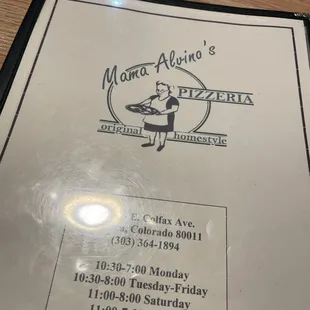 Mama Alvino's
PIZZERIA
original homestyle
E. Colfax Ave.
Colorado 80011
(303) 364-1894
10:30-7:00 Monday
10:30-8:00 Tuesday-Friday
11:00-8:00 Saturday